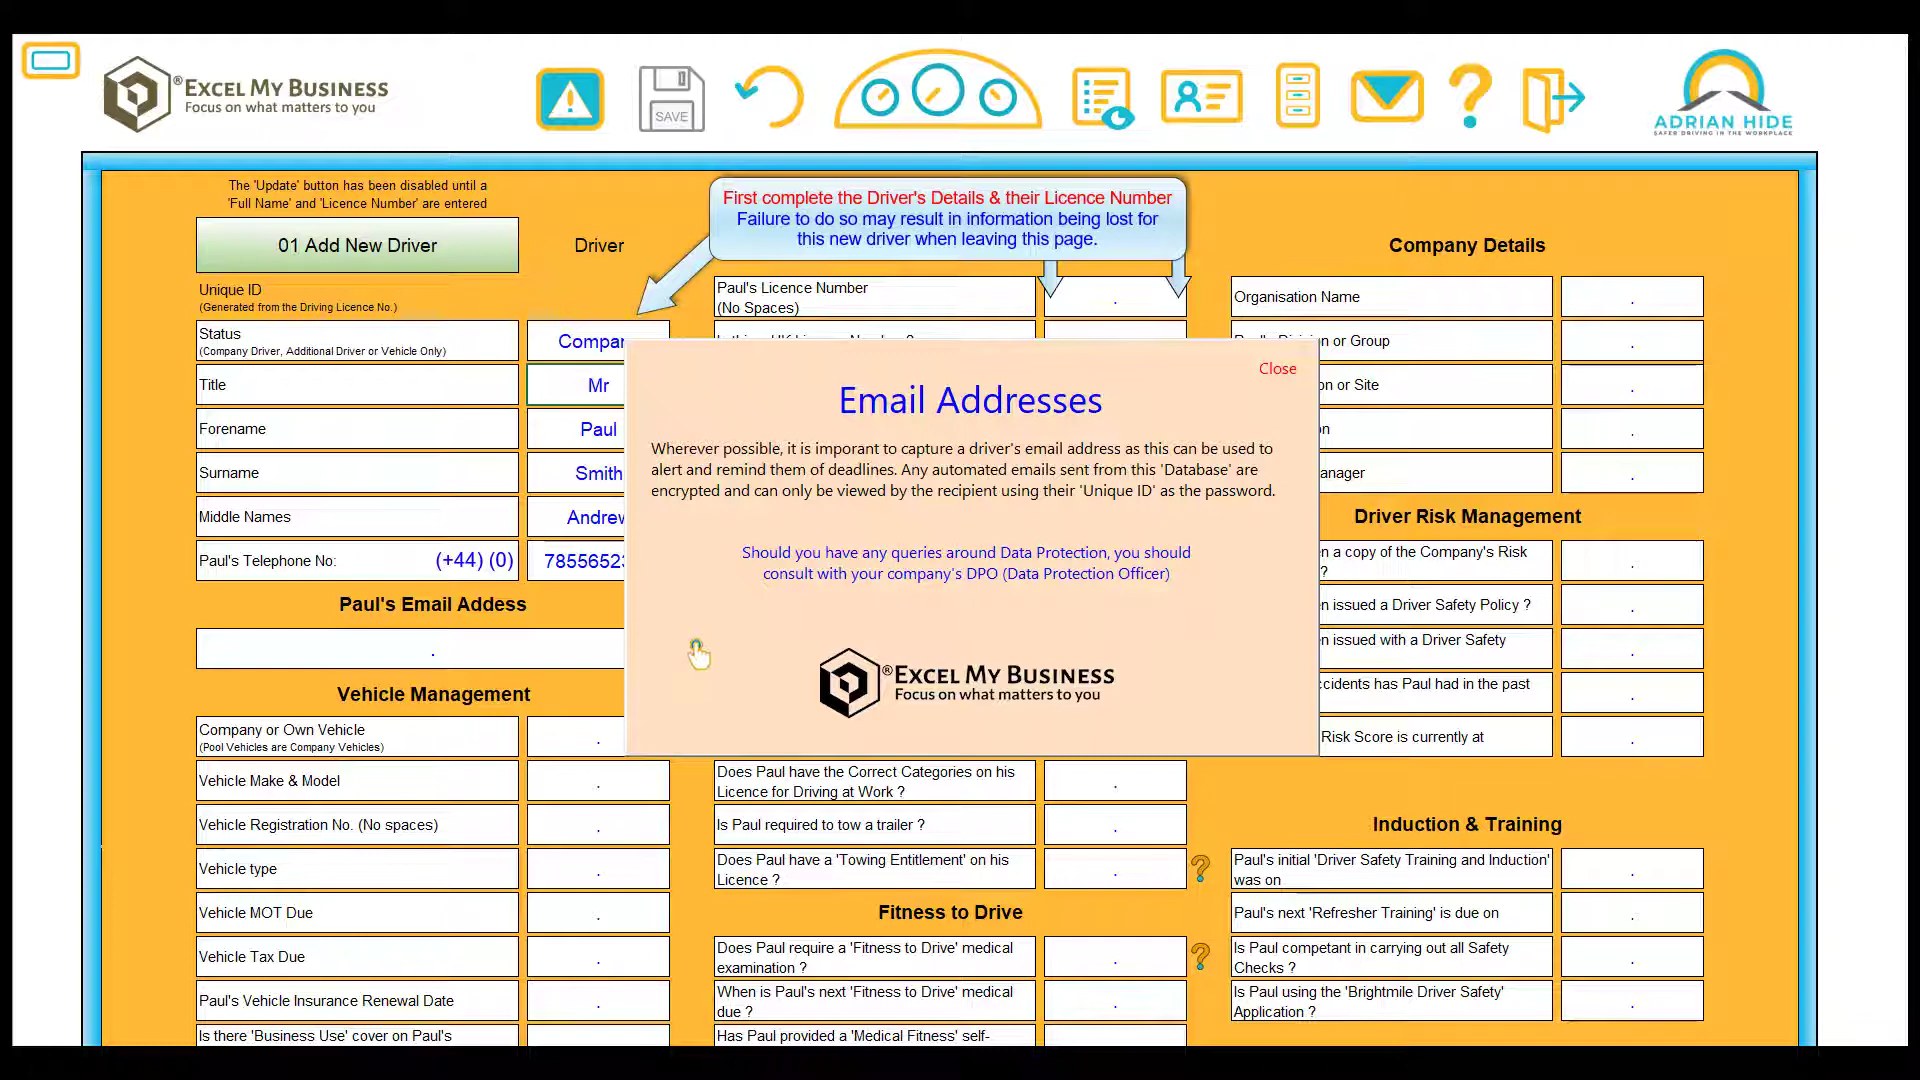 ®EXCEL MY BUSINESS
Focus on what matters to you
SAVE
ADRIAN HIDE
SAFER DRIVING IN THE WORKPLACE
The 'Update' button has been disabled until a
'Full Name' and 'Licence Number' are entered
01 Add New Driver
Driver
First complete the Driver's Details & their Licence Number
Failure to do so may result in information being lost for
this new driver when leaving this page.
Company Details
Unique ID
(Generated from the Driving Licence No.)
Paul's Licence Number
(No Spaces)
.
Organisation Name
.
Status
(Company Driver, Additional Driver or Vehicle Only)
or Group
.
Title
Mr
on or Site
.
Forename
Paul
.
Surname
Smith
anager
.
Middle Names
Andrew
Driver Risk Management
Paul's Telephone No:
(+44) (0)
n a copy of the Company's Risk
?
.
Paul's Email Addess
.
n issued a Driver Safety Policy ?
.
n issued with a Driver Safety
.
Vehicle Management
ccidents has Paul had in the past
.
Company or Own Vehicle
(Pool Vehicles are Company Vehicles)
.
Risk Score is currently at
.
Close
Email Addresses
Wherever possible, it is imporant to capture a driver's email address as this can be used to
alert and remind them of deadlines. Any automated emails sent from this 'Database' are
encrypted and can only be viewed by the recipient using their 'Unique ID' as the password.
Should you have any queries around Data Protection, you should
consult with your company's DPO (Data Protection Officer)
®EXCEL MY BUSINESS
Focus on what matters to you
Vehicle Make & Model
.
Does Paul have the Correct Categories on his
Licence for Driving at Work ?
.
Vehicle Registration No. (No spaces)
.
Is Paul required to tow a trailer ?
.
Induction & Training
Vehicle type
.
Does Paul have a 'Towing Entitlement' on his
Licence ?
.
Paul's initial 'Driver Safety Training and Induction'
was on
.
Vehicle MOT Due
.
Fitness to Drive
Paul's next 'Refresher Training' is due on
.
Vehicle Tax Due
.
Does Paul require a 'Fitness to Drive' medical
examination ?
.
Is Paul competent in carrying out all Safety
Checks ?
.
Paul's Vehicle Insurance Renewal Date
.
When is Paul's next 'Fitness to Drive' medical
due ?
.
Is Paul using the 'Brightmile Driver Safety'
Application ?
.
Is there 'Business Use' cover on Paul's
Has Paul provided a 'Medical Fitness' self-